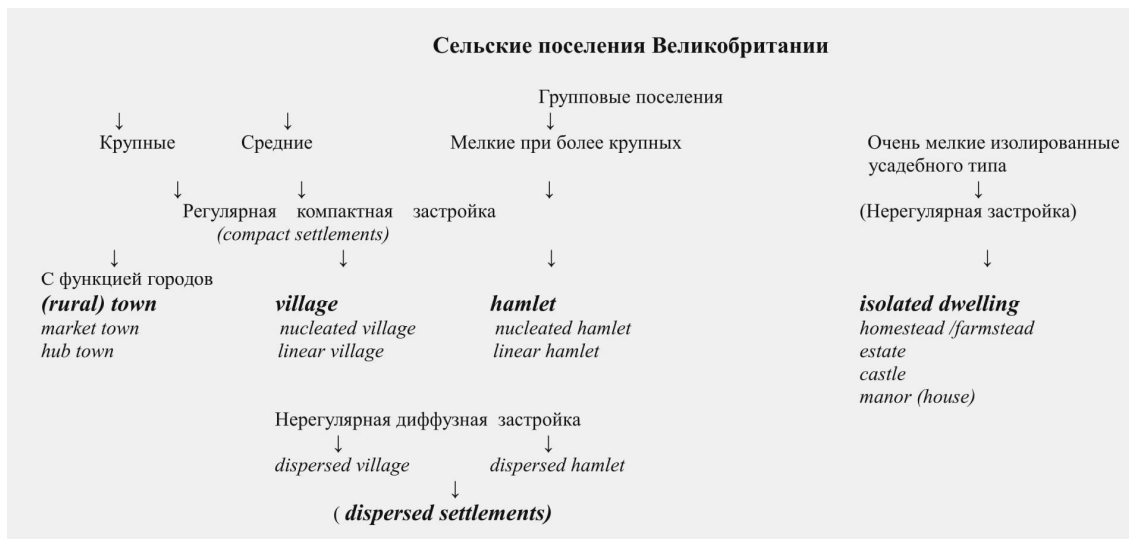 Сельские поселения Великобритании
Групповые поселения
↓ ↓ ↓
Крупные Средние Мелкие при более крупных Очень мелкие изолированные
усадебного типа
↓ ↓ ↓ ↓
Регулярная компактная застройка (Нерегулярная застройка)
(compact settlements)
↓ ↓ ↓ ↓
С функцией городов
(rural) town village hamlet isolated dwelling
market town nucleated village nucleated hamlet homestead /farmstead
hub town linear village linear hamlet estate
castle
manor (house)
Нерегулярная диффузная застройка
↓ ↓
dispersed village dispersed hamlet
↓
( dispersed settlements)